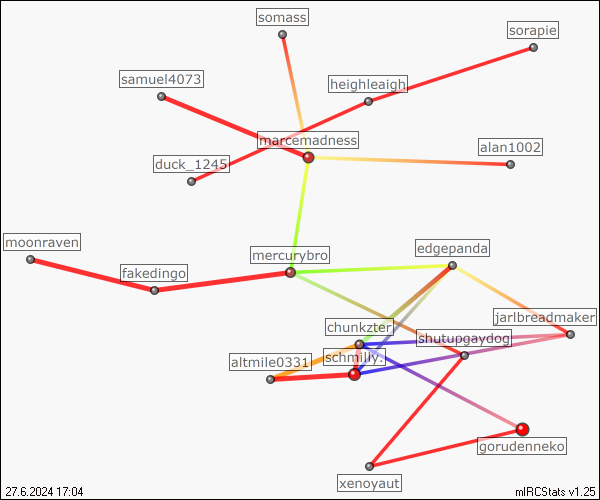 somass
sorapie
samuel4073
heighleaigh
marcemadness
alan1002
duck_1245
moonraven
edgepanda
mercurybro
fakedingo
jarlbreadmaker
chunkzter
shutupgaydog
schmilly:
altmile0331
gorudenneko
xenoyaut
27.6.2024 17:04
mIRCStats v1.25